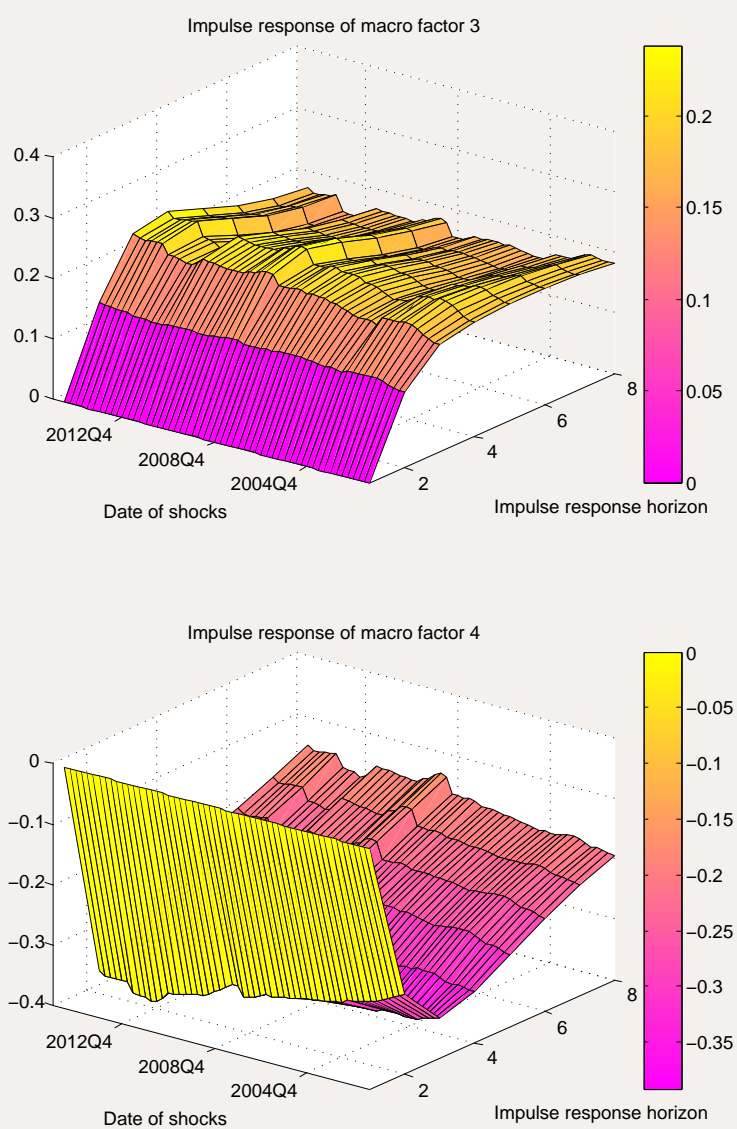 Impulse response of macro factor 3
0.4
0.3
0.2
0.1
0
2012Q4
2008Q4
2004Q4
Date of shocks
2
4
6
8
Impulse response horizon
0.2
0.15
0.1
0.05
0
Impulse response of macro factor 4
0
−0.1
−0.2
−0.3
−0.4
2012Q4
2008Q4
2004Q4
Date of shocks
2
4
6
8
Impulse response horizon
0
−0.05
−0.1
−0.15
−0.2
−0.25
−0.3
−0.35